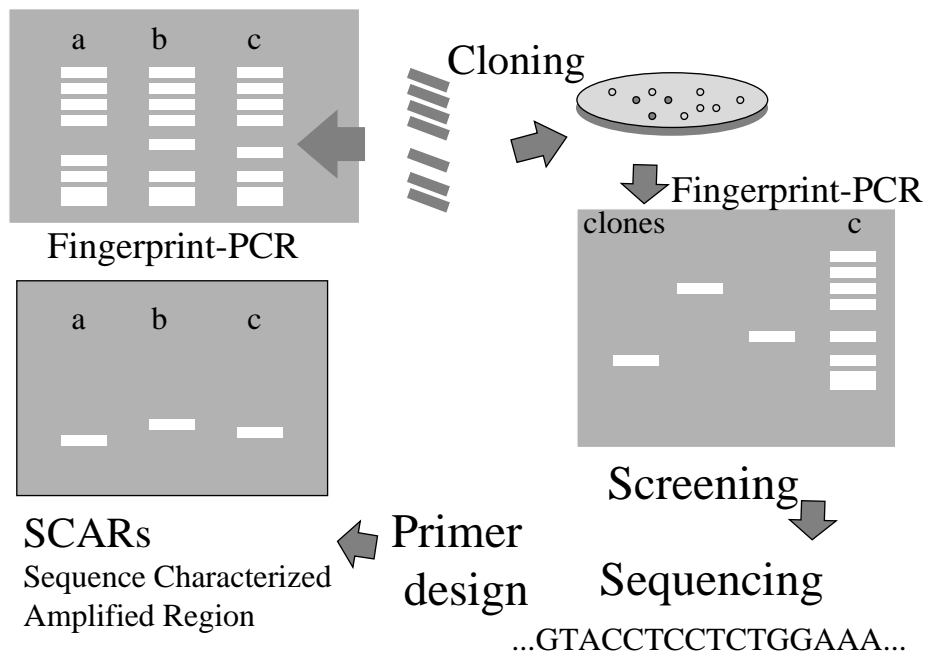 a b c
Fingerprint-PCR
Cloning
Fingerprint-PCR
clones c
Screening
Sequencing
...GTACCTCCTCTGGAAA...
Primer
design
a b c
SCARs
Sequence Characterized
Amplified Region